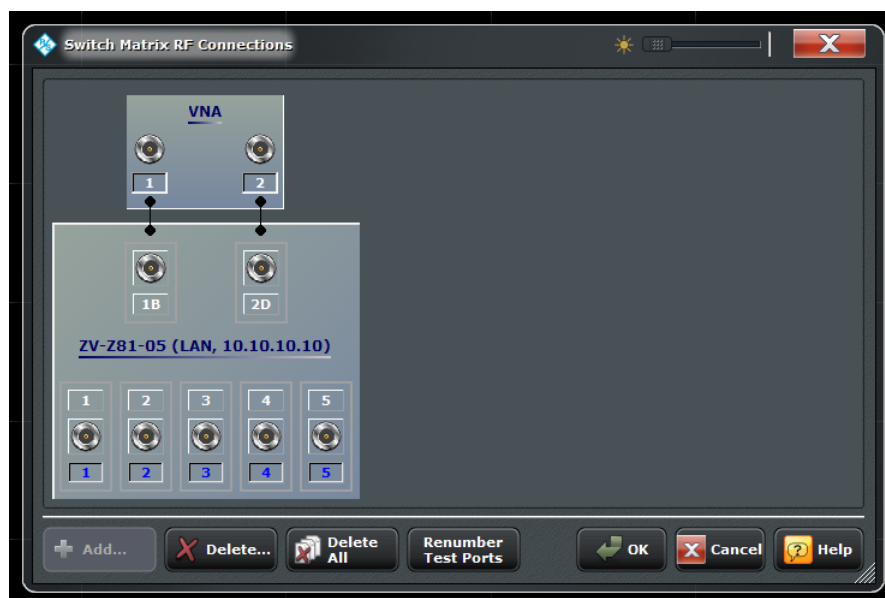 Switch Matrix RF Connections
VNA
1 2
1B 2D
ZV-Z81-05 (LAN, 10.10.10.10)
1 2 3 4 5
1 2 3 4 5
Add... Delete... Delete All Renumber Test Ports OK Cancel Help